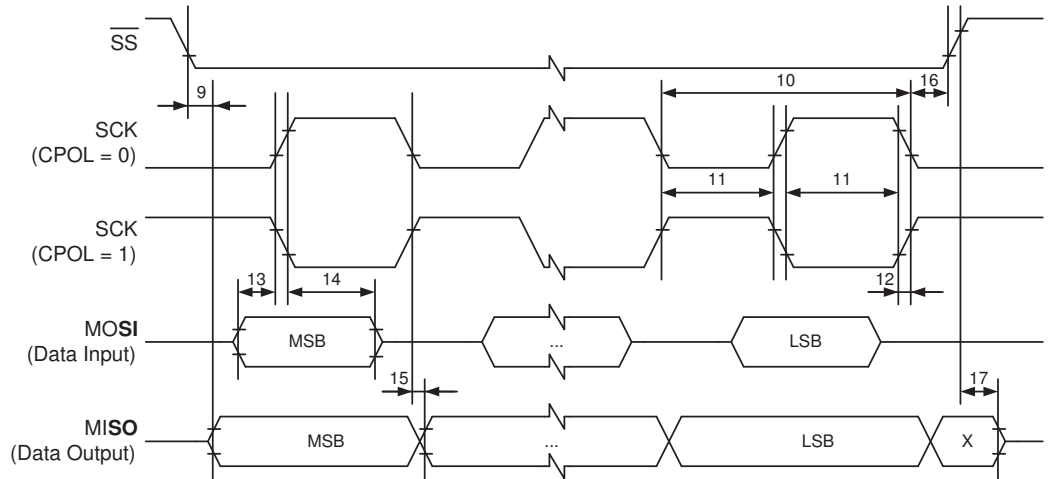 SS
10
16
9
SCK
(CPOL = 0)
11
11
SCK
(CPOL = 1)
13
14
12
MOSI
(Data Input)
MSB
...
LSB
15
17
MISO
(Data Output)
MSB
...
LSB
X